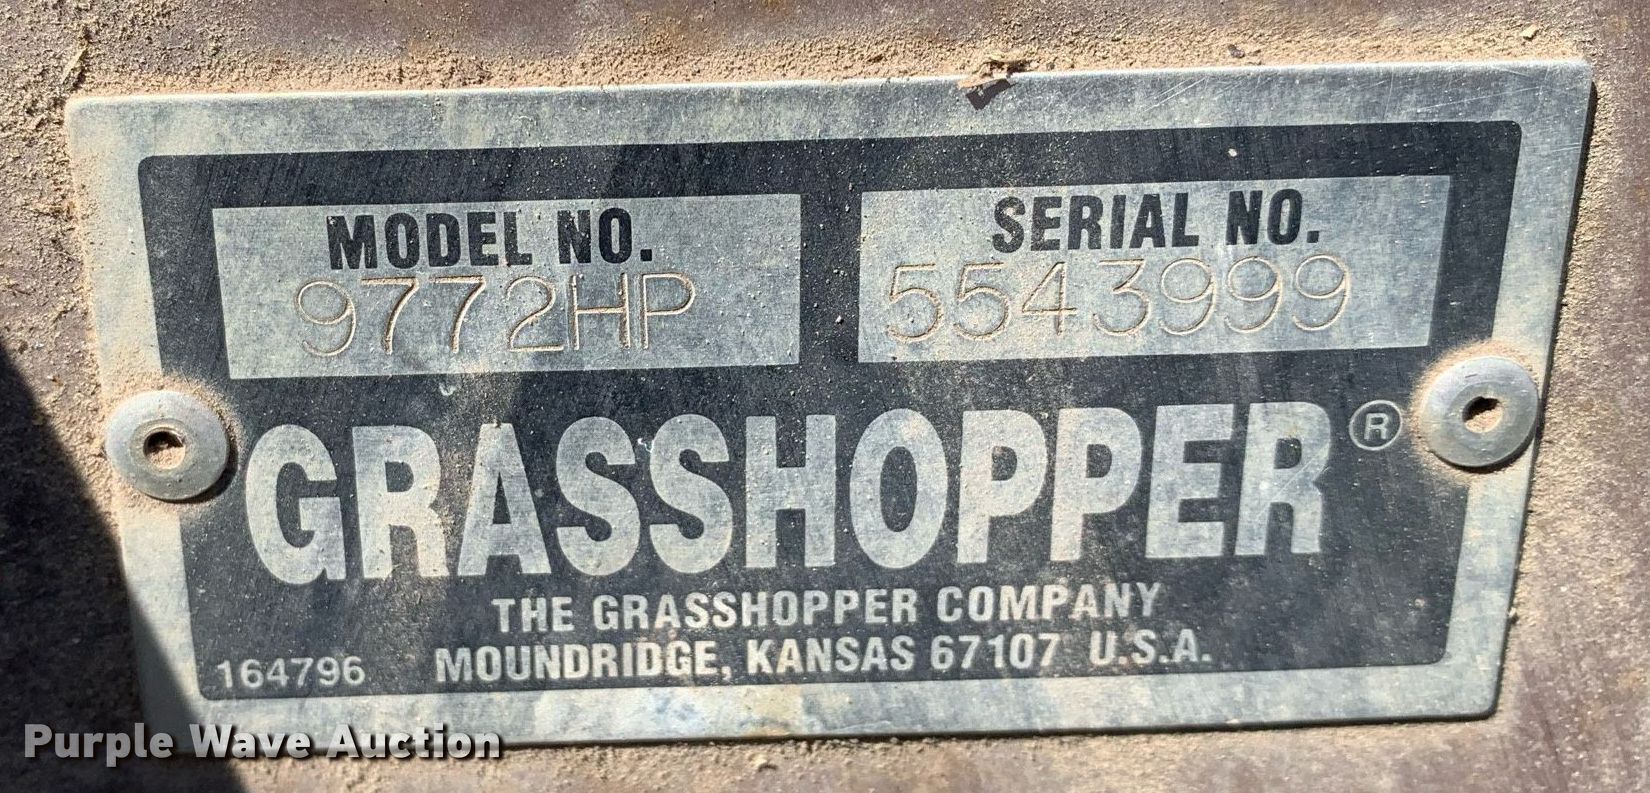 MODEL NO. SERIAL NO.
9772HP 5543999
GRASSHOPPER®
THE GRASSHOPPER COMPANY
164796 MOUNDRIDGE, KANSAS 67107 U.S.A.
Purple Wave Auction